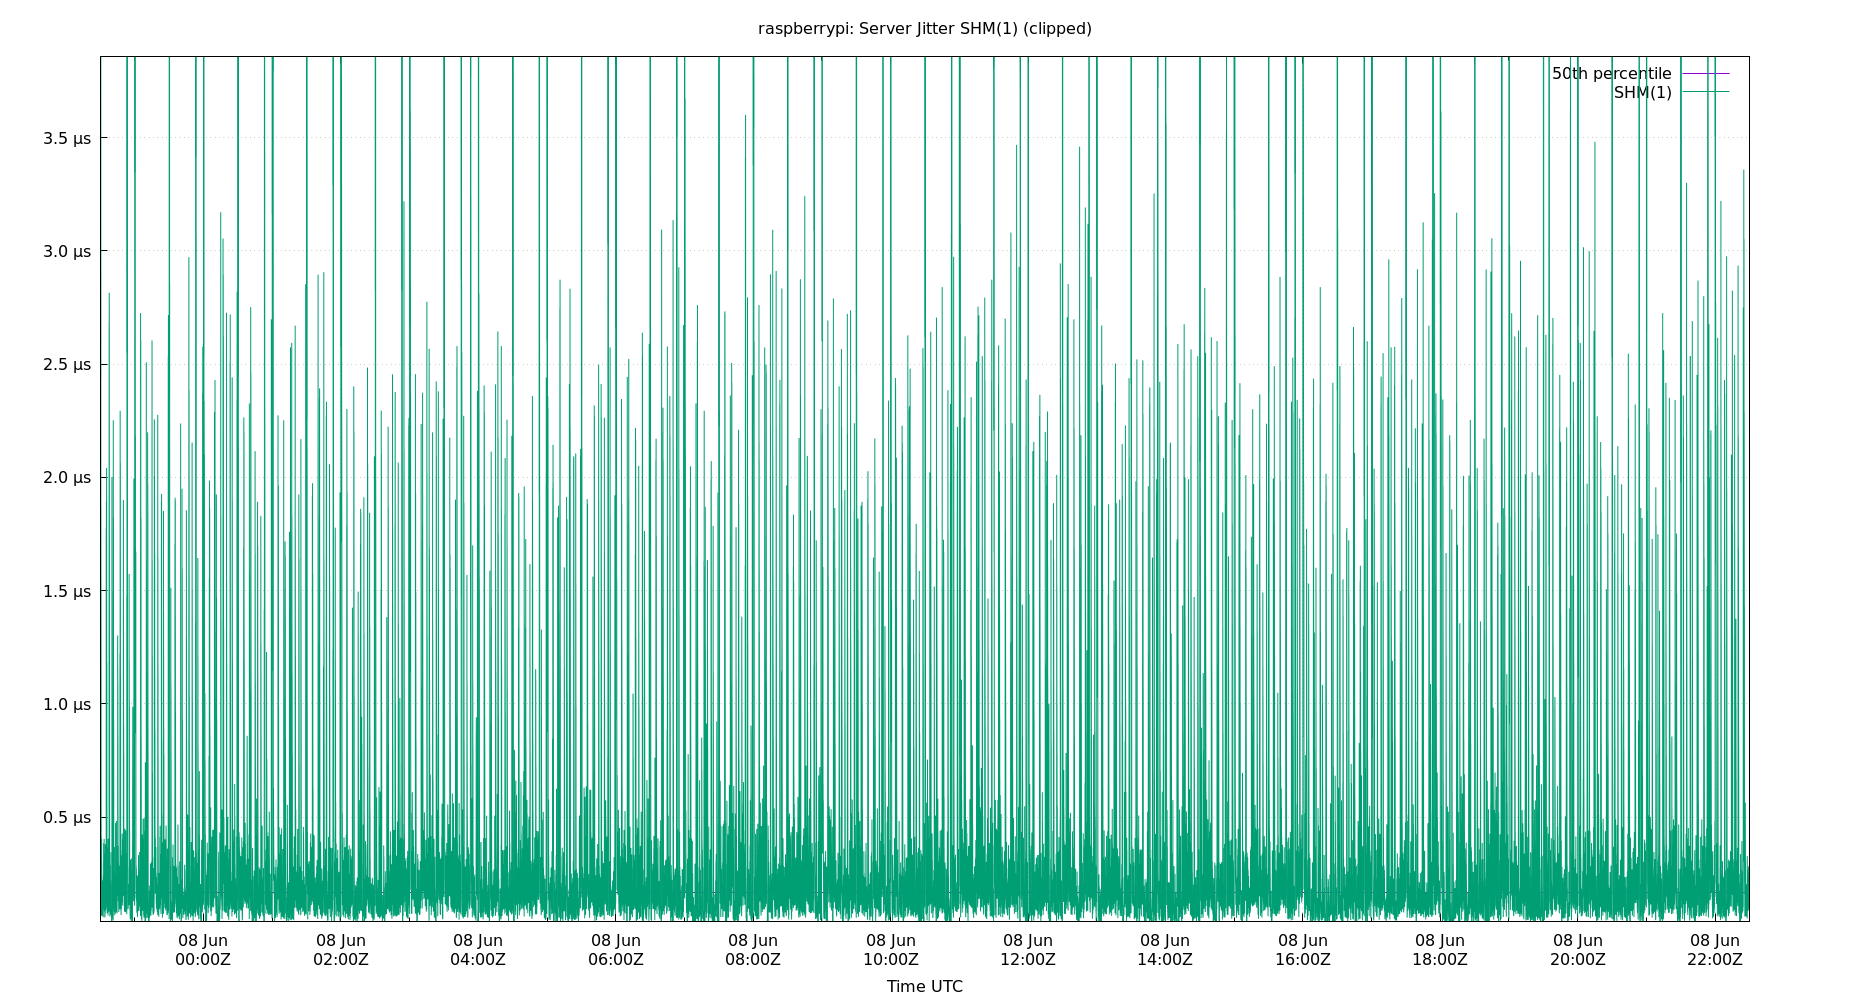 raspberrypi: Server Jitter SHM(1) (clipped)
50th percentile
SHM(1)
3.5 µs
3.0 µs
2.5 µs
2.0 µs
1.5 µs
1.0 µs
0.5 µs
08 Jun 08 Jun 08 Jun 08 Jun 08 Jun 08 Jun 08 Jun 08 Jun 08 Jun 08 Jun 08 Jun 08 Jun
00:00Z 02:00Z 04:00Z 06:00Z 08:00Z 10:00Z 12:00Z 14:00Z 16:00Z 18:00Z 20:00Z 22:00Z
Time UTC